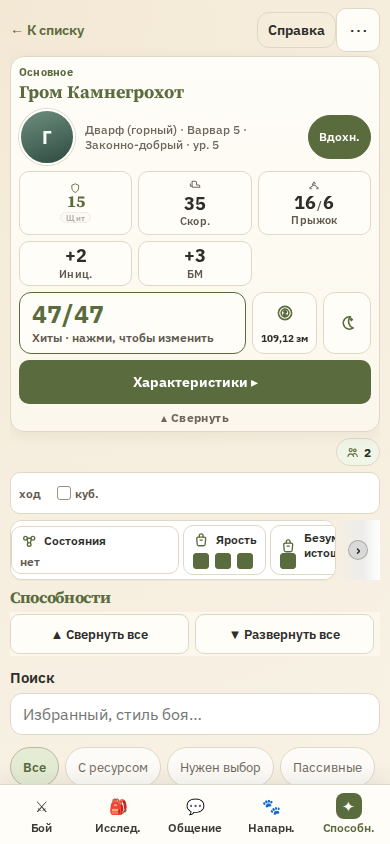 ← К списку
Справка
⋯
Основное
Гром Камнегрохот
Г
Дварф (горный) · Варвар 5 ·
Законно-добрый · ур. 5
Вдохн.
15
Щит
35
Скор.
16/6
Прыжок
+2
Иниц.
+3
БМ
47/47
Хиты · нажми, чтобы изменить
109,12 зм
Характеристики ▸
▴ Свернуть
2
ход
куб.
Состояния
нет
Ярость
Безум
истощ
›
Способности
▲ Свернуть все
▼ Развернуть все
Поиск
Избранный, стиль боя…
Все
С ресурсом
Нужен выбор
Пассивные
Бой
Исслед.
Общение
Напарн.
Способн.